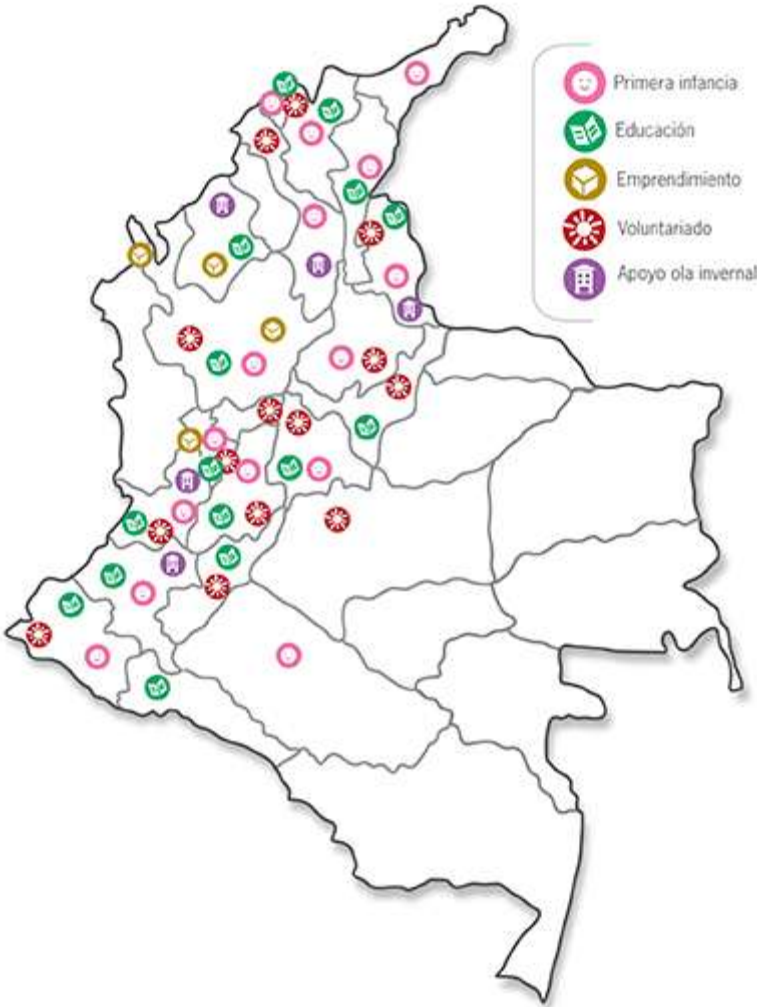 Primera infancia
Educación
Emprendimiento
Voluntariado
Apoyo ola invernal